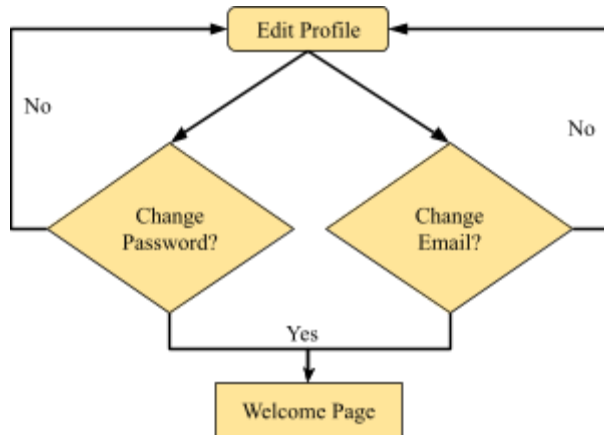 Edit Profile
No
No
Change
Password?
Change
Email?
Yes
Welcome Page